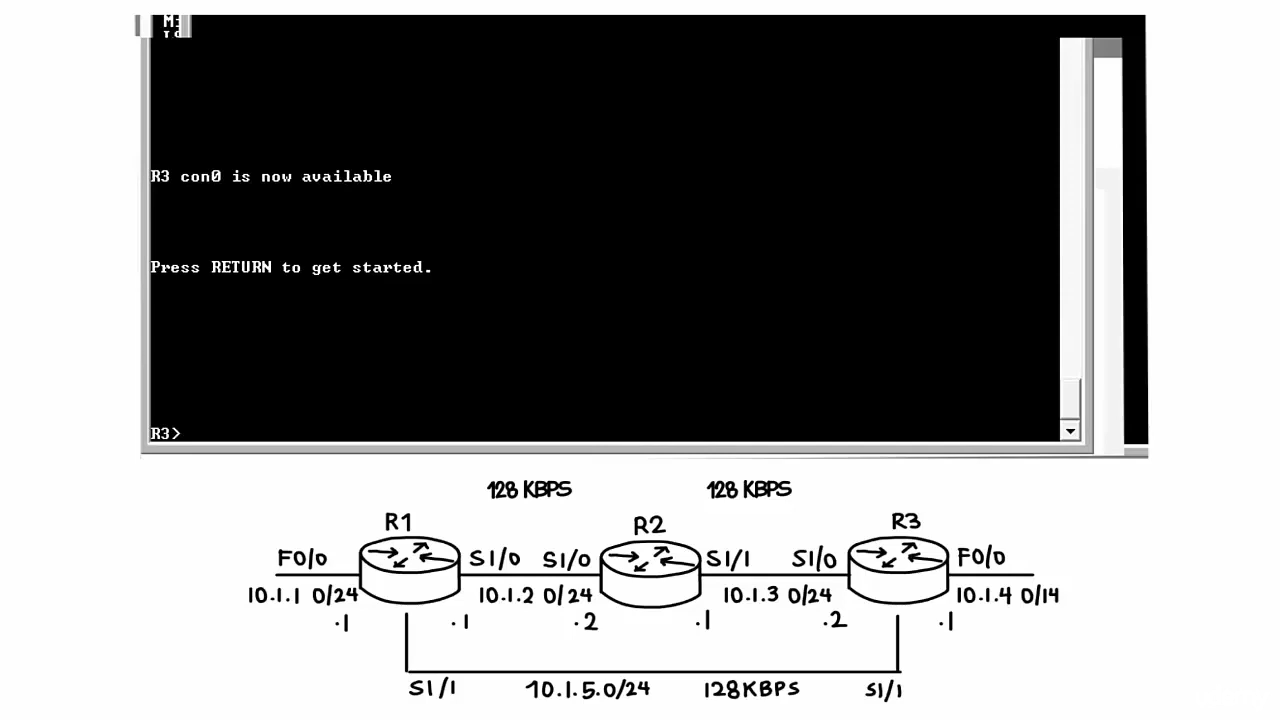 R3 con0 is now available
Press RETURN to get started.
R3>
128 KBPS 128 KBPS
R1 R2 R3
F0/0 S1/0 S1/0 S1/1 S1/0 F0/0
10.1.1 0/24 10.1.2 0/24 10.1.3 0/24 10.1.4 0/14
.1 .1 .2 .1 .2 .1
S1/1 10.1.5.0/24 128KBPS S1/1